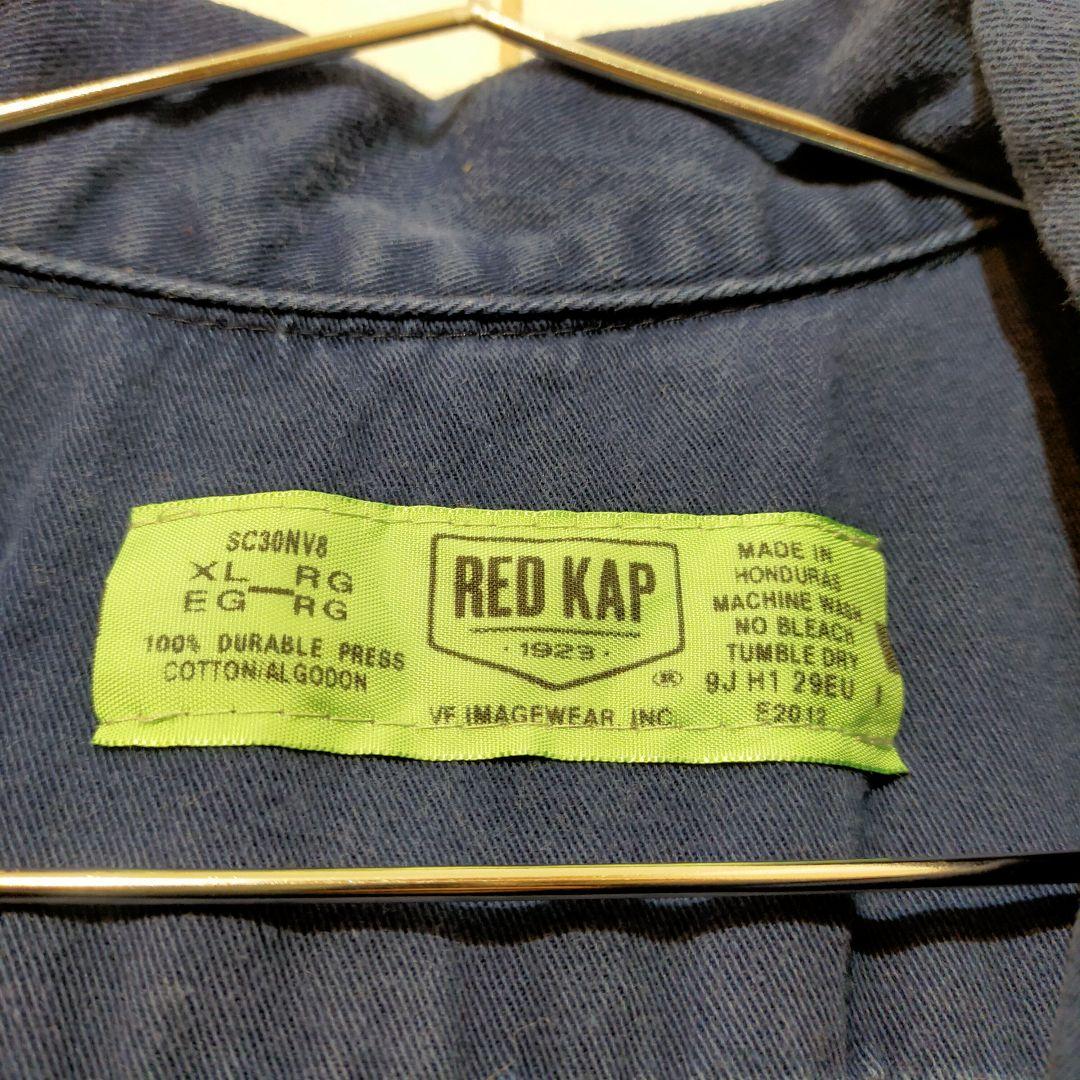 SC30NV8
XL RG
EG RG
100% DURABLE PRESS
COTTON/ALGODON
RED KAP
·1923·
®
VF IMAGEWEAR, INC.
MADE IN
HONDURAS
MACHINE WASH
NO BLEACH
TUMBLE DRY
9J H1 29EU
E2012